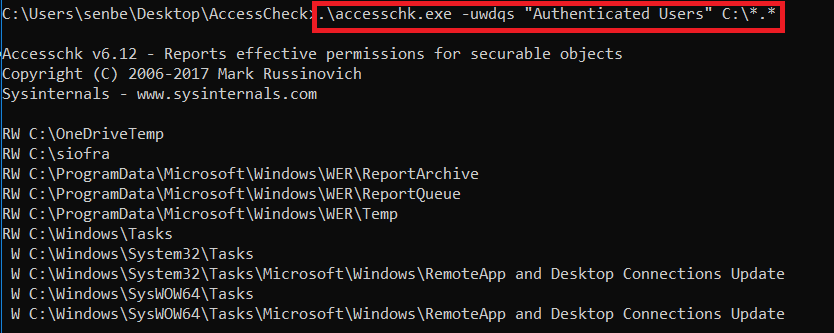 C:\Users\senbe\Desktop\AccessCheck>.\accesschk.exe -uwdqs "Authenticated Users" C:\*.*
Accesschk v6.12 - Reports effective permissions for securable objects
Copyright (C) 2006-2017 Mark Russinovich
Sysinternals - www.sysinternals.com
RW C:\OneDriveTemp
RW C:\siofra
RW C:\ProgramData\Microsoft\Windows\WER\ReportArchive
RW C:\ProgramData\Microsoft\Windows\WER\ReportQueue
RW C:\ProgramData\Microsoft\Windows\WER\Temp
RW C:\Windows\Tasks
 W C:\Windows\System32\Tasks
 W C:\Windows\System32\Tasks\Microsoft\Windows\RemoteApp and Desktop Connections Update
 W C:\Windows\SysWOW64\Tasks
 W C:\Windows\SysWOW64\Tasks\Microsoft\Windows\RemoteApp and Desktop Connections Update